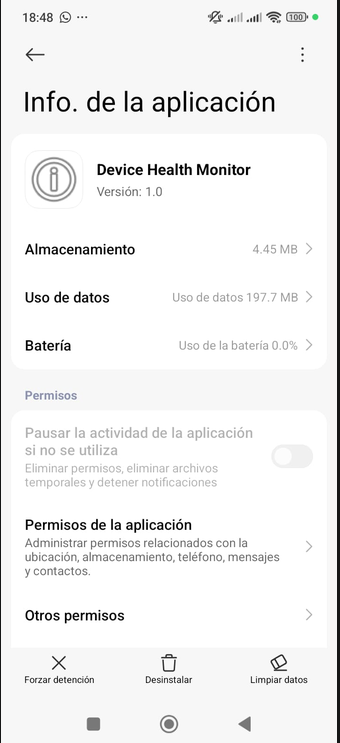 18:48
100
Info. de la aplicación
Device Health Monitor
Versión: 1.0
Almacenamiento 4.45 MB
Uso de datos Uso de datos 197.7 MB
Batería Uso de la batería 0.0%
Permisos
Pausar la actividad de la aplicación
si no se utiliza
Eliminar permisos, eliminar archivos
temporales y detener notificaciones
Permisos de la aplicación
Administrar permisos relacionados con la
ubicación, almacenamiento, teléfono, mensajes
y contactos.
Otros permisos
Forzar detención Desinstalar Limpiar datos